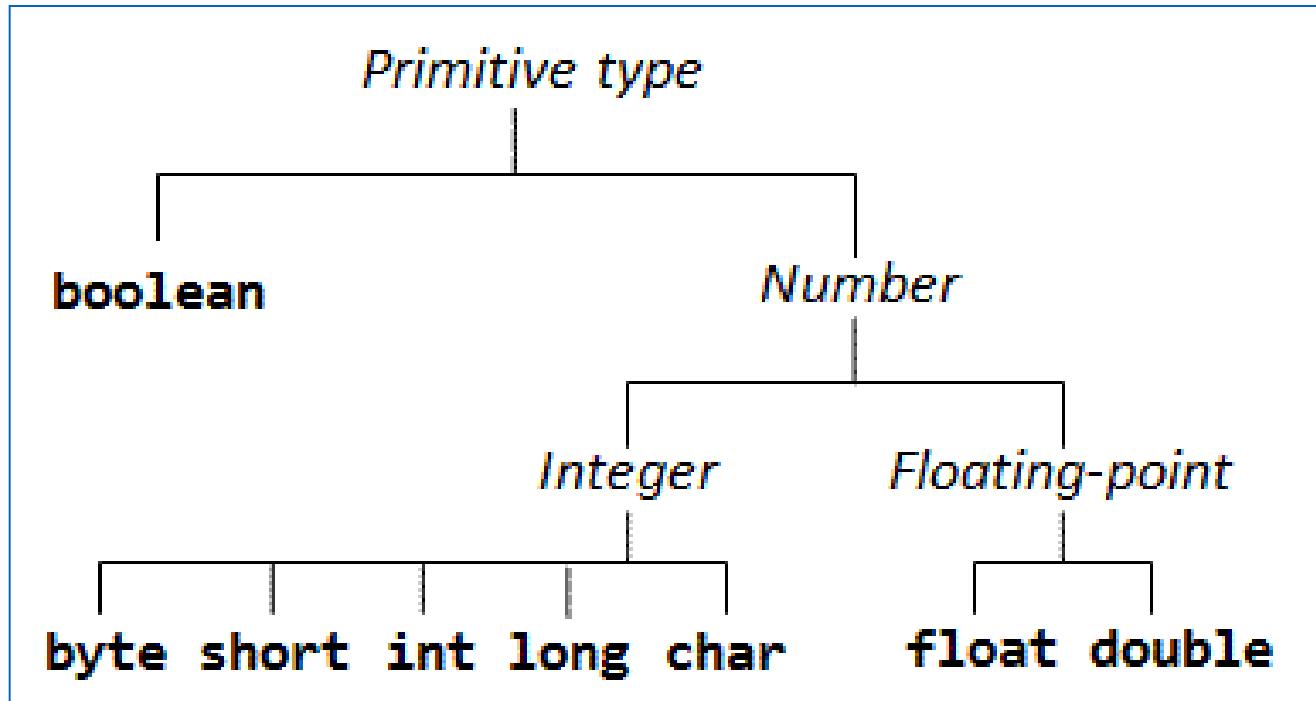 Primitive type
boolean
Number
Integer Floating-point
byte short int long char float double